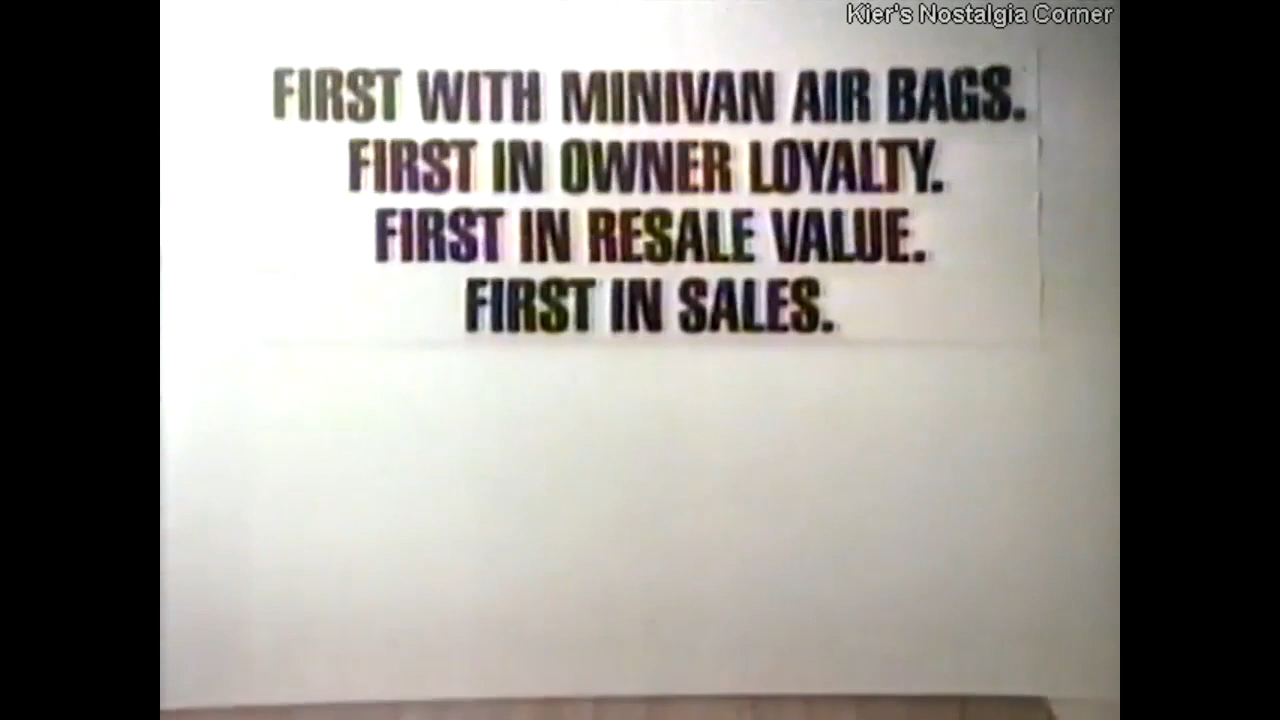 Kier's Nostalgia Corner
FIRST WITH MINIVAN AIR BAGS.
FIRST IN OWNER LOYALTY.
FIRST IN RESALE VALUE.
FIRST IN SALES.